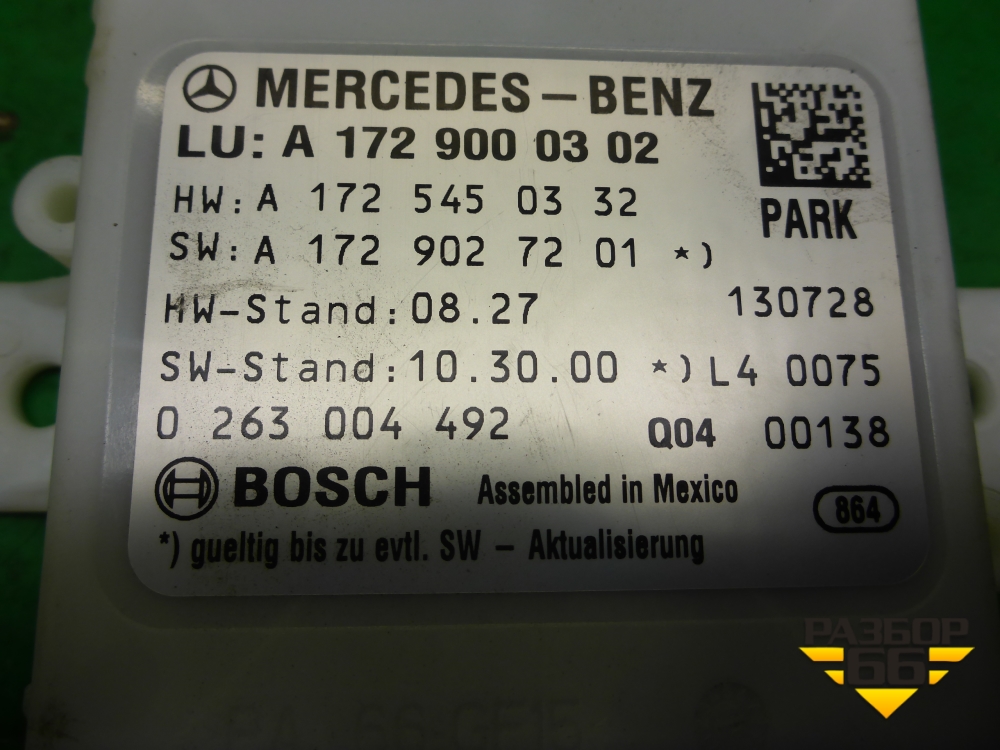 MERCEDES – BENZ
LU: A 172 900 03 02
HW: A 172 545 03 32
PARK
SW: A 172 902 72 01 *)
HW-Stand: 08.27 130728
SW-Stand: 10.30.00 *) L4 0075
0 263 004 492 Q04 00138
BOSCH Assembled in Mexico 864
*) gueltig bis zu evtl. SW – Aktualisierung
РАЗБОР
66